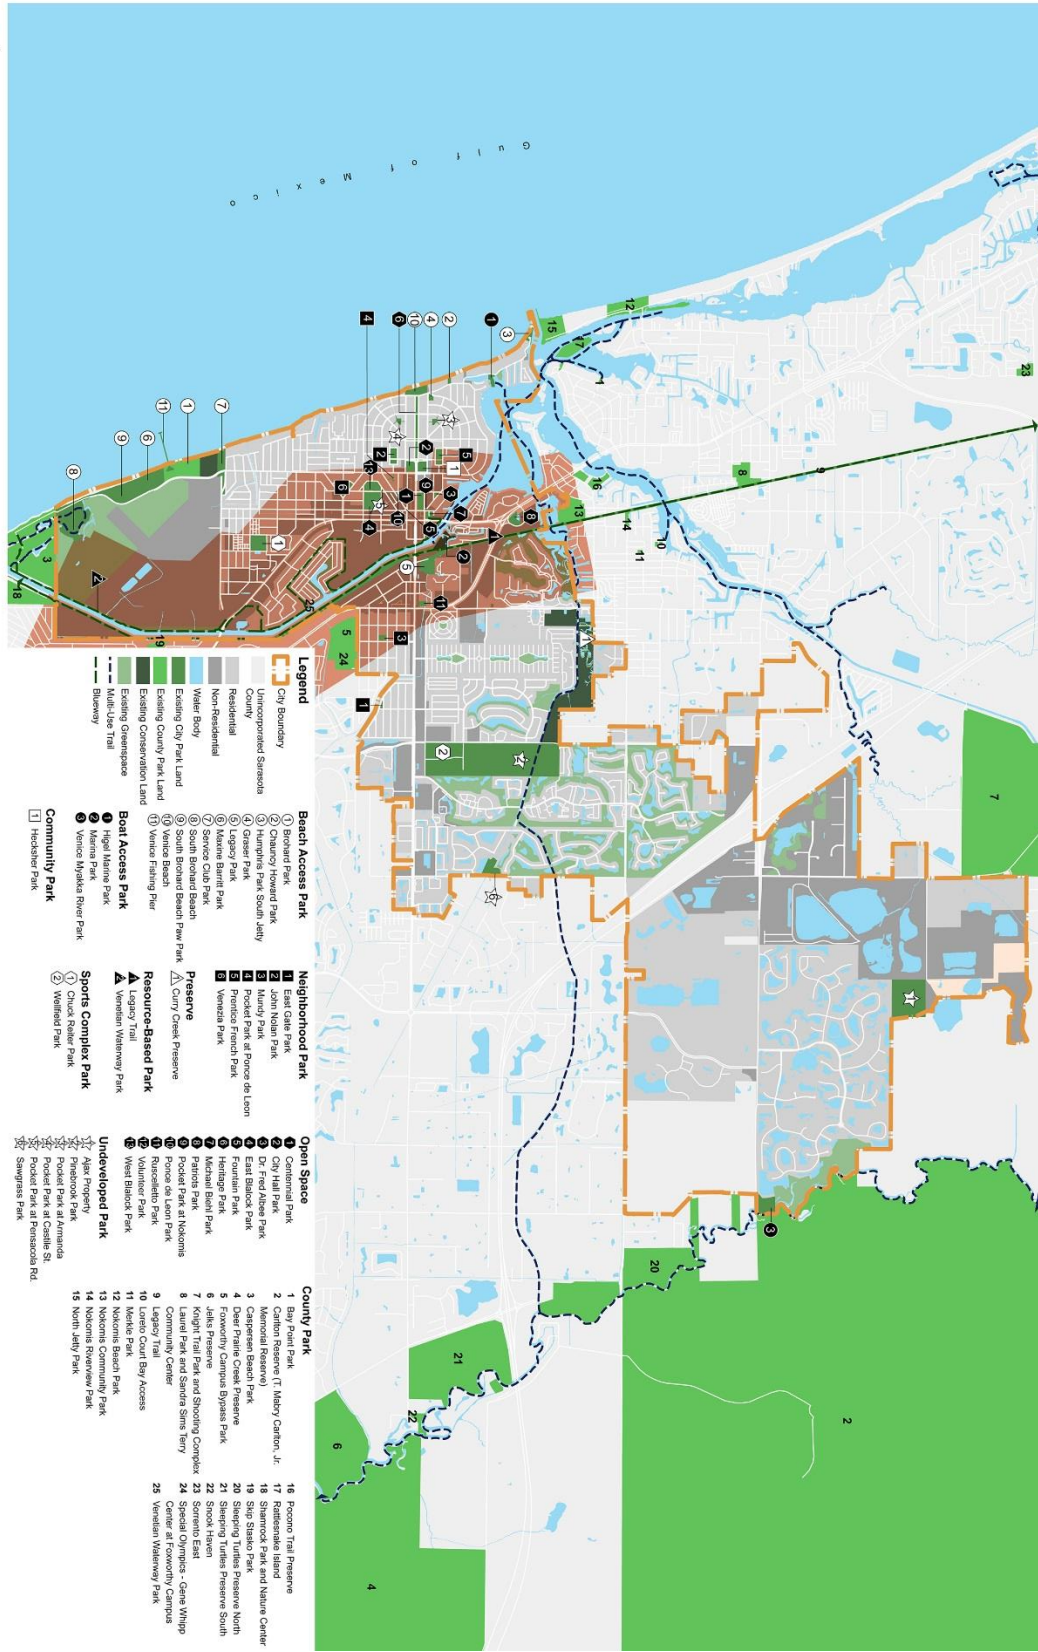 Gulf of Mexico
Legend
City Boundary
Unincorporated Sarasota
County
Residential
Non-Residential
Water Body
Existing City Park Land
Existing County Park Land
Existing Conservation Land
Existing Greenspace
Multi-Use Trail
Blueway
Beach Access Park
1 Brohard Park
2 Chauncy Howard Park
3 Humphris Park South Jetty
4 Graser Park
5 Legacy Park
6 Maxine Barritt Park
7 Service Club Park
8 South Brohard Beach
9 South Brohard Beach Paw Park
10 Venice Beach
11 Venice Fishing Pier
Boat Access Park
1 Higel Marine Park
2 Marina Park
3 Venice Myakka River Park
Community Park
1 Hecksher Park
Neighborhood Park
1 East Gate Park
2 John Nolan Park
3 Mundy Park
4 Pocket Park at Ponce de Leon
5 Prentice French Park
6 Venezia Park
Preserve
1 Curry Creek Preserve
Resource-Based Park
1 Legacy Trail
2 Venetian Waterway Park
Sports Complex Park
1 Chuck Reiter Park
2 Wellfield Park
Open Space
1 Centennial Park
2 City Hall Park
3 Dr. Fred Albee Park
4 East Blalock Park
5 Fountain Park
6 Heritage Park
7 Michael Biehl Park
8 Patriots Park
9 Pocket Park at Nokomis
10 Ponce de Leon Park
11 Ruscelletto Park
12 Volunteer Park
13 West Blalock Park
Undeveloped Park
Ajax Property
Pinebrook Park
Pocket Park at Armanda
Pocket Park at Castile St.
Pocket Park at Pensacola Rd.
Sawgrass Park
County Park
1 Bay Point Park
2 Carlton Reserve (T. Mabry Carlton, Jr.
Memorial Reserve)
3 Caspersen Beach Park
4 Deer Prairie Creek Preserve
5 Foxworthy Campus Bypass Park
6 Jelks Preserve
7 Knight Trail Park and Shooting Complex
8 Laurel Park and Sandra Sims Terry
Community Center
9 Legacy Trail
10 Loreto Court Bay Access
11 Merkle Park
12 Nokomis Beach Park
13 Nokomis Community Park
14 Nokomis Riverview Park
15 North Jetty Park
16 Pocono Trail Preserve
17 Rattlesnake Island
18 Shamrock Park and Nature Center
19 Skip Stasko Park
20 Sleeping Turtles Preserve North
21 Sleeping Turtles Preserve South
22 Snook Haven
23 Sorrento East
24 Special Olympics - Gene Whipp
Center at Foxworthy Campus
25 Venetian Waterway Park